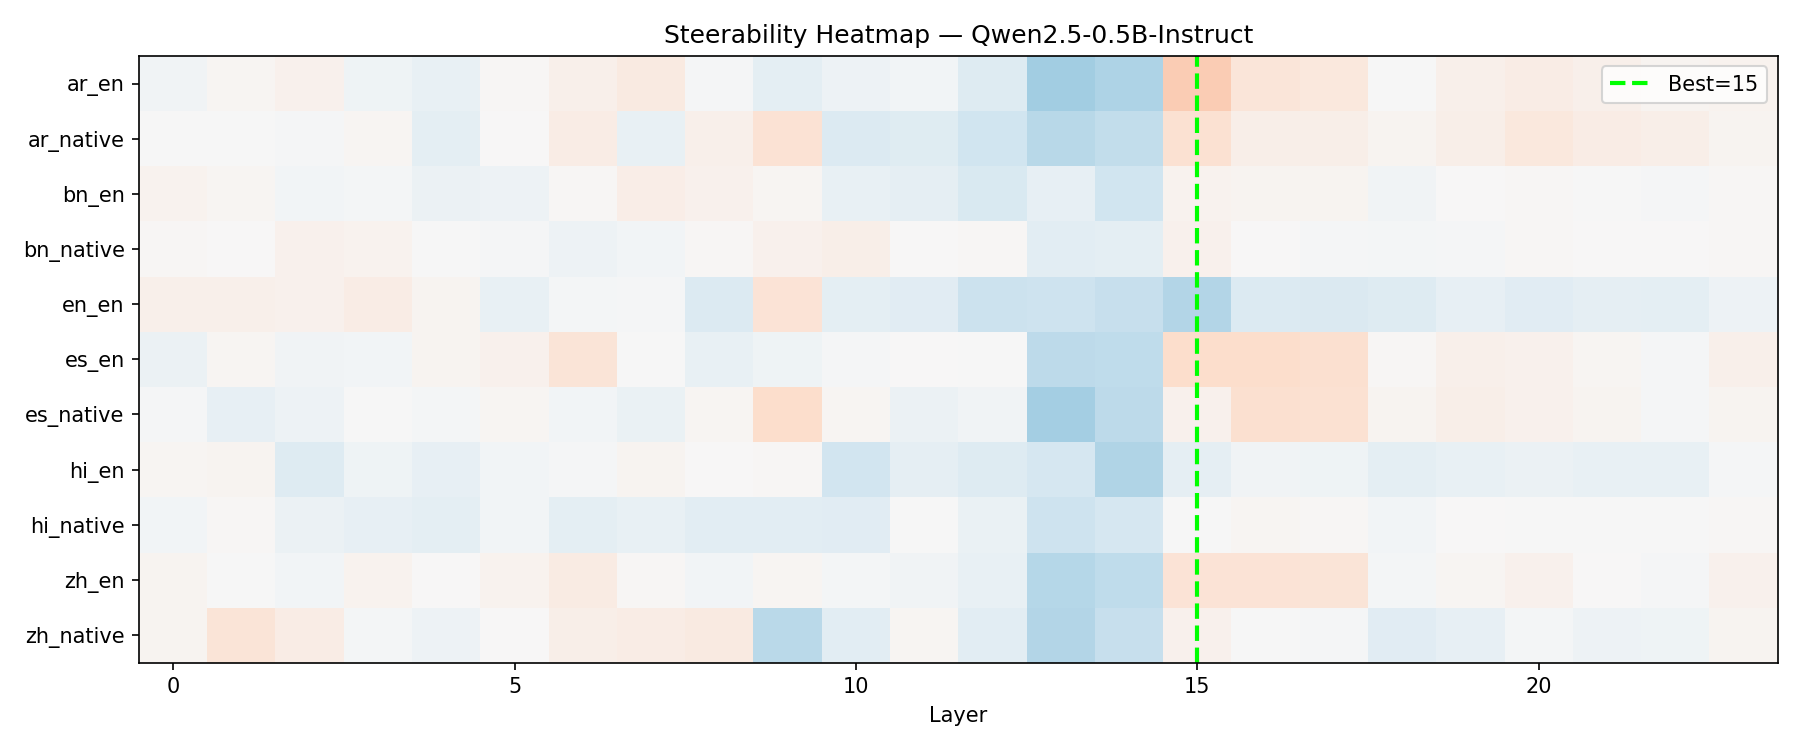 Steerability Heatmap — Qwen2.5-0.5B-Instruct
Best=15
ar_en
ar_native
bn_en
bn_native
en_en
es_en
es_native
hi_en
hi_native
zh_en
zh_native
0 5 10 15 20
Layer